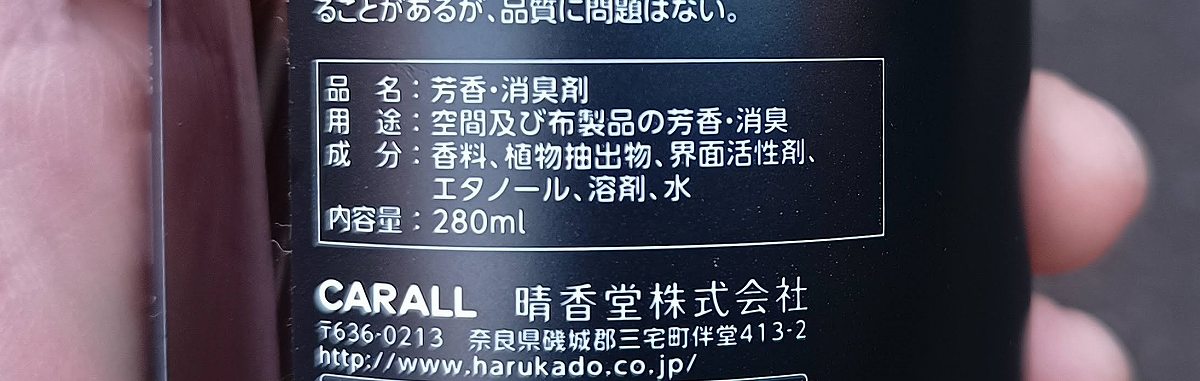 ることがあるが、品質に問題はない。
品　名：芳香・消臭剤
用　途：空間及び布製品の芳香・消臭
成　分：香料、植物抽出物、界面活性剤、
エタノール、溶剤、水
内容量：280ml
CARALL 晴香堂株式会社
〒636-0213 奈良県磯城郡三宅町伴堂413-2
http://www.harukado.co.jp/